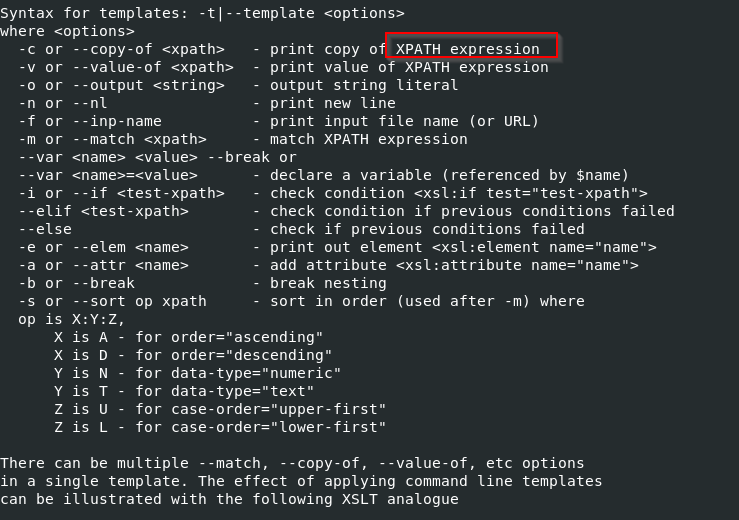 Syntax for templates: -t|--template <options>
where <options>
  -c or --copy-of <xpath>   - print copy of XPATH expression
  -v or --value-of <xpath>  - print value of XPATH expression
  -o or --output <string>   - output string literal
  -n or --nl                - print new line
  -f or --inp-name          - print input file name (or URL)
  -m or --match <xpath>     - match XPATH expression
  --var <name> <value> --break or
  --var <name>=<value>      - declare a variable (referenced by $name)
  -i or --if <test-xpath>   - check condition <xsl:if test="test-xpath">
  --elif <test-xpath>       - check condition if previous conditions failed
  --else                    - check if previous conditions failed
  -e or --elem <name>       - print out element <xsl:element name="name">
  -a or --attr <name>       - add attribute <xsl:attribute name="name">
  -b or --break             - break nesting
  -s or --sort op xpath     - sort in order (used after -m) where
  op is X:Y:Z,
      X is A - for order="ascending"
      X is D - for order="descending"
      Y is N - for data-type="numeric"
      Y is T - for data-type="text"
      Z is U - for case-order="upper-first"
      Z is L - for case-order="lower-first"

There can be multiple --match, --copy-of, --value-of, etc options
in a single template. The effect of applying command line templates
can be illustrated with the following XSLT analogue